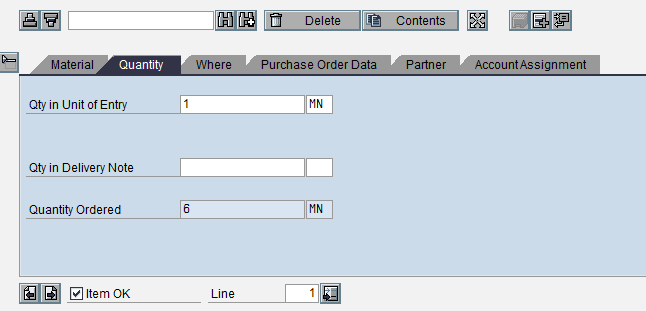 Delete Contents
Material Quantity Where Purchase Order Data Partner Account Assignment
Qty in Unit of Entry 1 MN
Qty in Delivery Note
Quantity Ordered 6 MN
Item OK Line 1